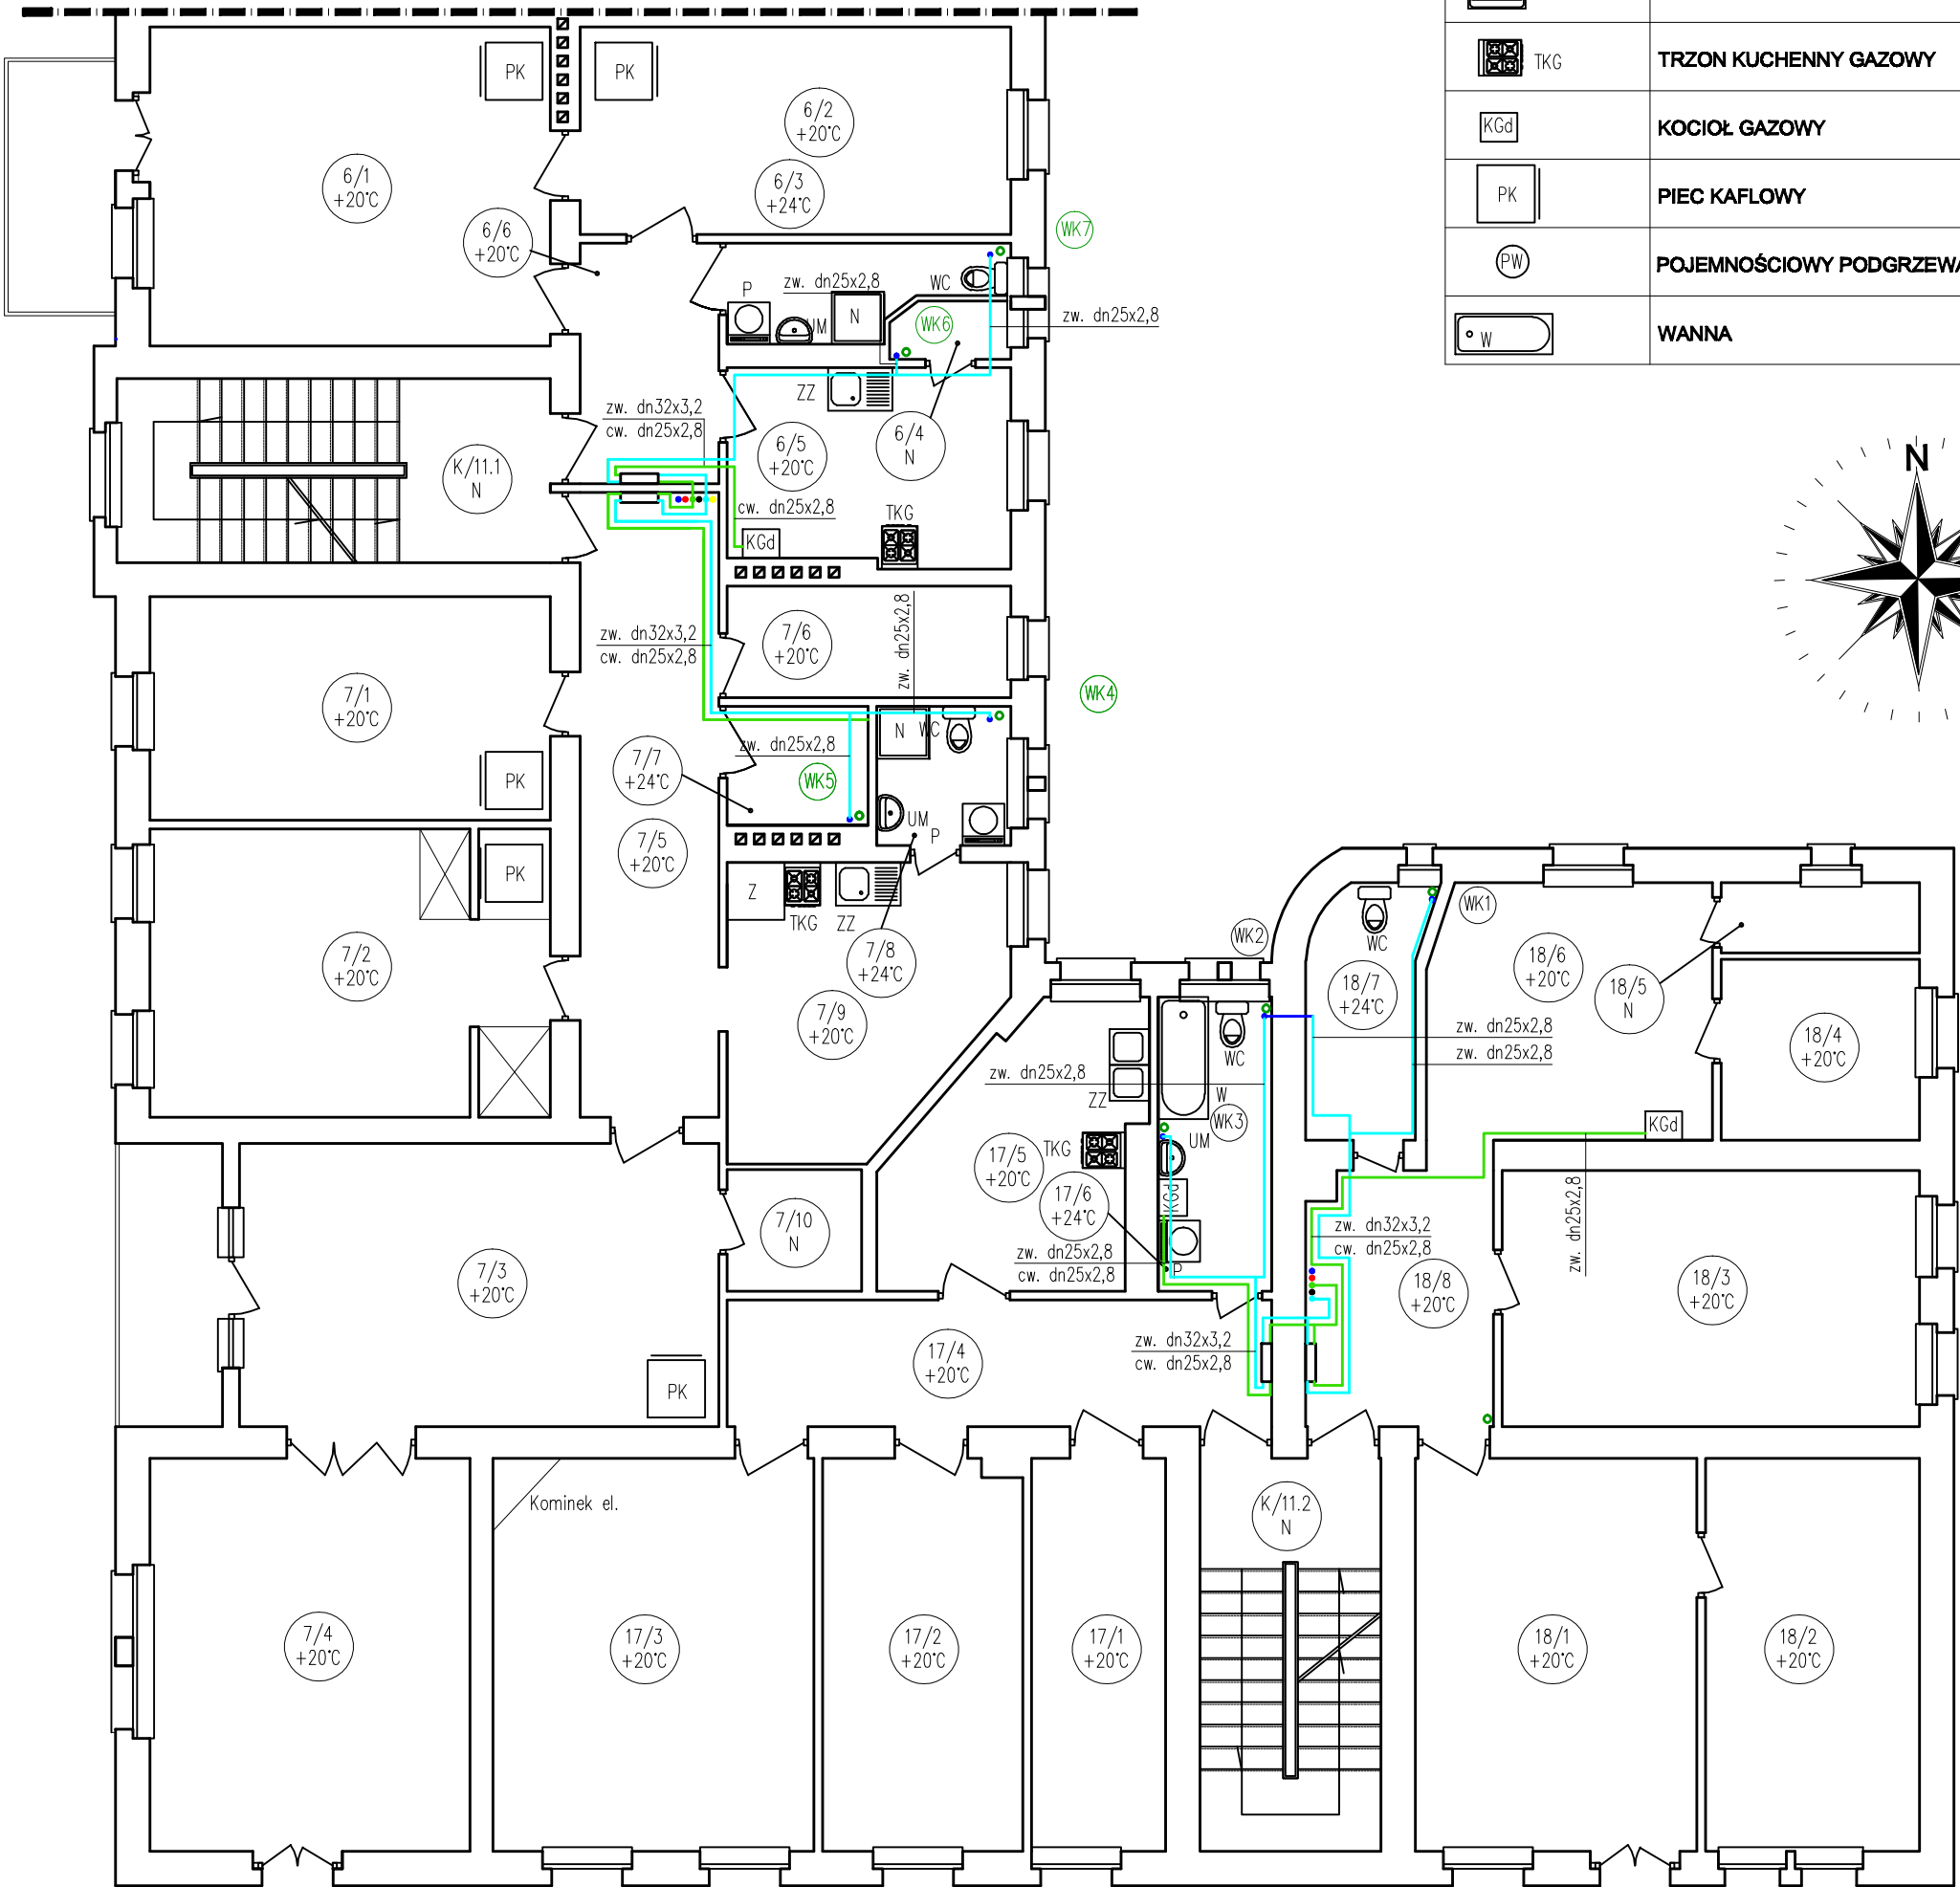 TKG
TRZON KUCHENNY GAZOWY
KGd
KOCIOŁ GAZOWY
PK
PIEC KAFLOWY
PW
W
WANNA
N
PK
PK
6/1
+20°C
6/2
+20°C
6/3
+24°C
6/6
+20°C
WK7
P
zw. dn25x2,8
UM
N
WC
WK6
zw. dn25x2,8
ZZ
zw. dn32x3,2
cw. dn25x2,8
6/5
+20°C
6/4
N
K/11.1
N
cw. dn25x2,8
TKG
KGd
zw. dn25x2,8
zw. dn32x3,2
cw. dn25x2,8
7/6
+20°C
7/1
+20°C
WK4
PK
N
WC
zw. dn25x2,8
7/7
+24°C
WK5
UM
P
7/5
+20°C
PK
Z
TKG
ZZ
7/2
+20°C
7/8
+24°C
7/9
+20°C
WK2
WK1
WC
18/7
+24°C
18/6
+20°C
18/5
N
18/4
+20°C
zw. dn25x2,8
zw. dn25x2,8
WC
zw. dn25x2,8
ZZ
W
WK3
UM
TKG
17/5
+20°C
17/6
+24°C
KGd
P
KGd
zw. dn25x2,8
zw. dn25x2,8
cw. dn25x2,8
zw. dn32x3,2
cw. dn25x2,8
7/10
N
7/3
+20°C
18/8
+20°C
18/3
+20°C
zw. dn32x3,2
cw. dn25x2,8
17/4
+20°C
PK
Kominek el.
K/11.2
N
7/4
+20°C
17/3
+20°C
17/2
+20°C
17/1
+20°C
18/1
+20°C
18/2
+20°C